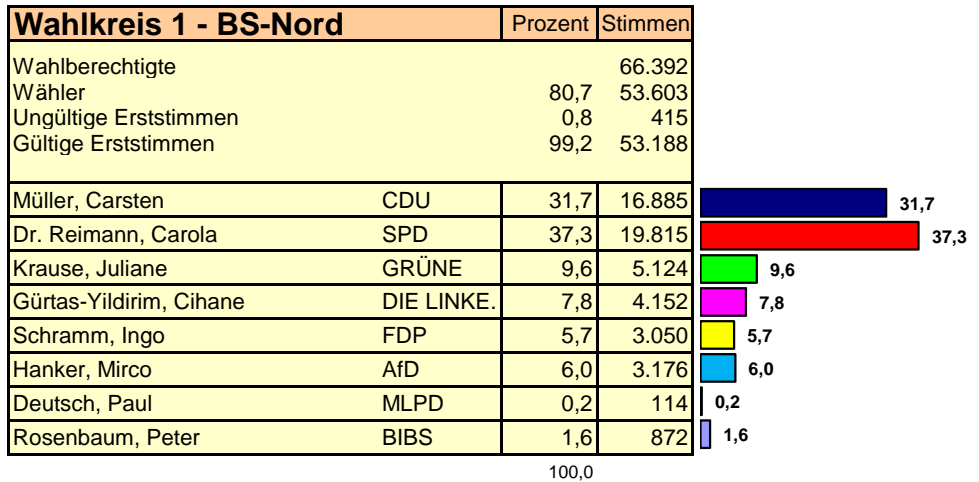 Wahlkreis 1 - BS-Nord Prozent Stimmen
Wahlberechtigte 66.392
Wähler 80,7 53.603
Ungültige Erststimmen 0,8 415
Gültige Erststimmen 99,2 53.188
Müller, Carsten CDU 31,7 16.885 31,7
Dr. Reimann, Carola SPD 37,3 19.815 37,3
Krause, Juliane GRÜNE 9,6 5.124 9,6
Gürtas-Yildirim, Cihane DIE LINKE. 7,8 4.152 7,8
Schramm, Ingo FDP 5,7 3.050 5,7
Hanker, Mirco AfD 6,0 3.176 6,0
Deutsch, Paul MLPD 0,2 114 0,2
Rosenbaum, Peter BIBS 1,6 872 1,6
100,0